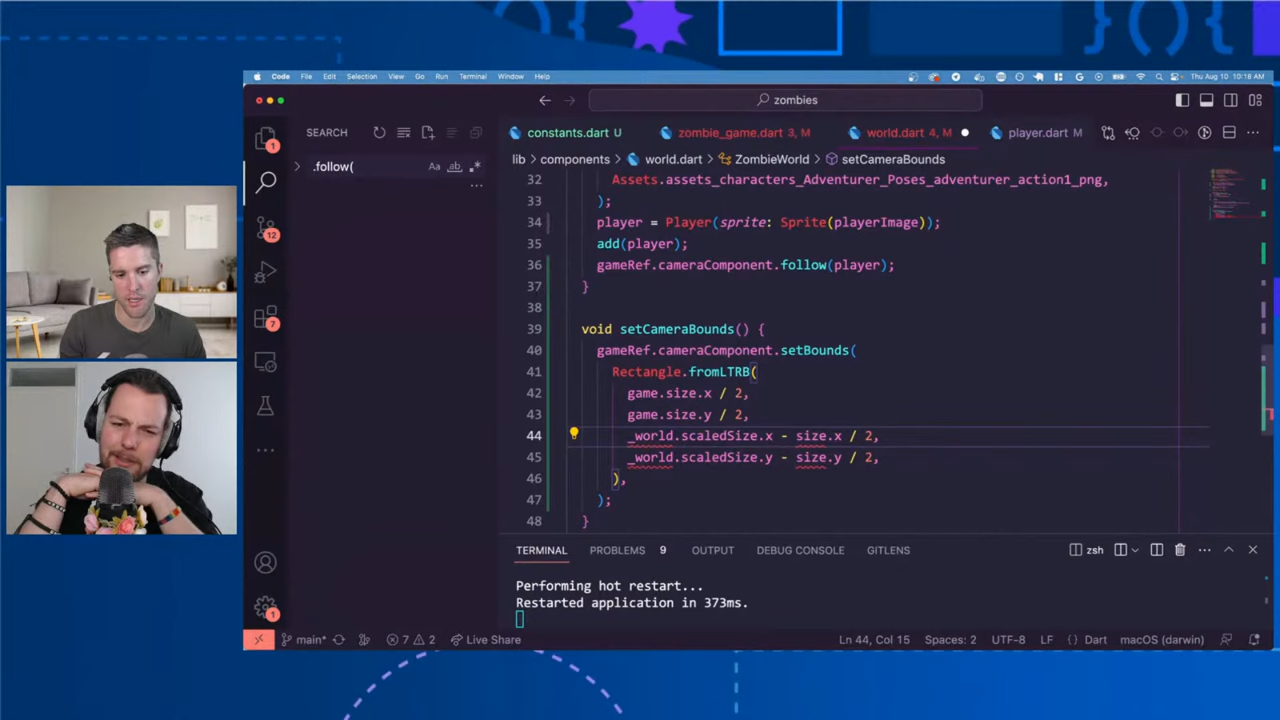 Code File Edit Selection View Go Run Terminal Window Help Thu Aug 10 10:18 AM
zombies
SEARCH
constants.dart U zombie_game.dart 3, M world.dart 4, M player.dart M
.follow( Aa ab
lib > components > world.dart > ZombieWorld > setCameraBounds
1
12
7
1
32 Assets.assets_characters_Adventurer_Poses_adventurer_action1_png,
33 );
34 player = Player(sprite: Sprite(playerImage));
35 add(player);
36 gameRef.cameraComponent.follow(player);
37 }
38
39 void setCameraBounds() {
40 gameRef.cameraComponent.setBounds(
41 Rectangle.fromLTRB(
42 game.size.x / 2,
43 game.size.y / 2,
44 _world.scaledSize.x - size.x / 2,
45 _world.scaledSize.y - size.y / 2,
46 ),
47 );
48 }
TERMINAL PROBLEMS 9 OUTPUT DEBUG CONSOLE GITLENS zsh
Performing hot restart...
Restarted application in 373ms.
main* 7 2 Live Share Ln 44, Col 15 Spaces: 2 UTF-8 LF { } Dart macOS (darwin)